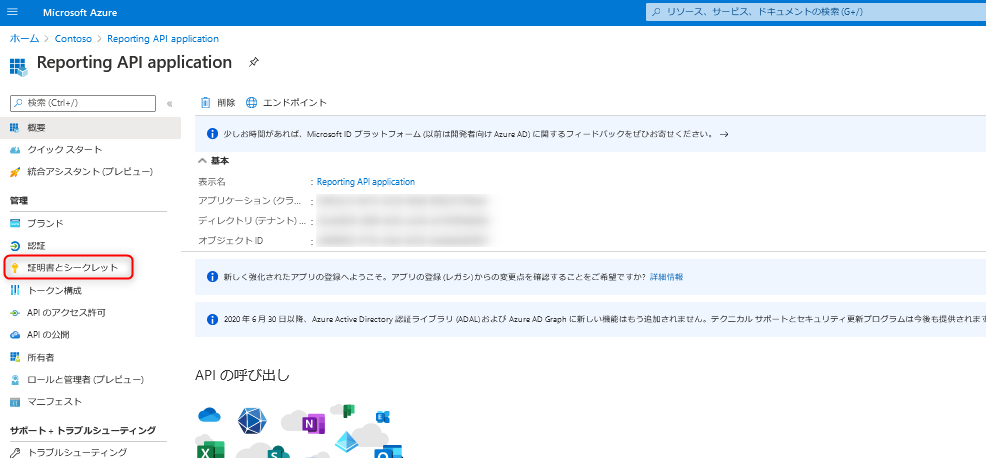 Microsoft Azure
リソース、サービス、ドキュメントの検索 (G+/)
ホーム > Contoso > Reporting API application
Reporting API application
検索 (Ctrl+/)
«
削除
エンドポイント
概要
クイック スタート
統合アシスタント (プレビュー)
管理
ブランド
認証
証明書とシークレット
トークン構成
API のアクセス許可
API の公開
所有者
ロールと管理者 (プレビュー)
マニフェスト
サポート + トラブルシューティング
トラブルシューティング
少しお時間があれば、Microsoft ID プラットフォーム (以前は開発者向け Azure AD) に関するフィードバックをぜひお寄せください。 →
基本
表示名 : Reporting API application
アプリケーション (クラ... :
ディレクトリ (テナント) ... :
オブジェクト ID :
新しく強化されたアプリの登録へようこそ。アプリの登録 (レガシ) からの変更点を確認することをご希望ですか? 詳細情報
2020 年 6 月 30 日以降、Azure Active Directory 認証ライブラリ (ADAL) および Azure AD Graph に新しい機能はもう追加されません。テクニカル サポートとセキュリティ更新プログラムは今後も提供されます
API の呼び出し